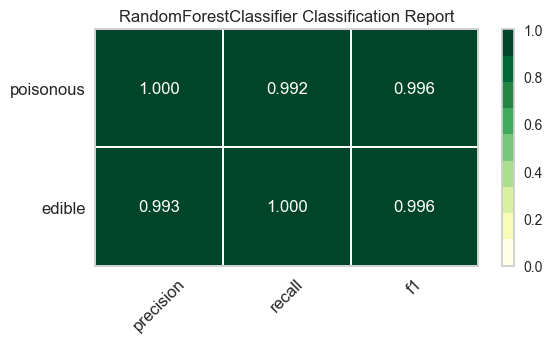 RandomForestClassifier Classification Report
poisonous 1.000 0.992 0.996
edible 0.993 1.000 0.996
precision recall f1
1.0
0.8
0.6
0.4
0.2
0.0